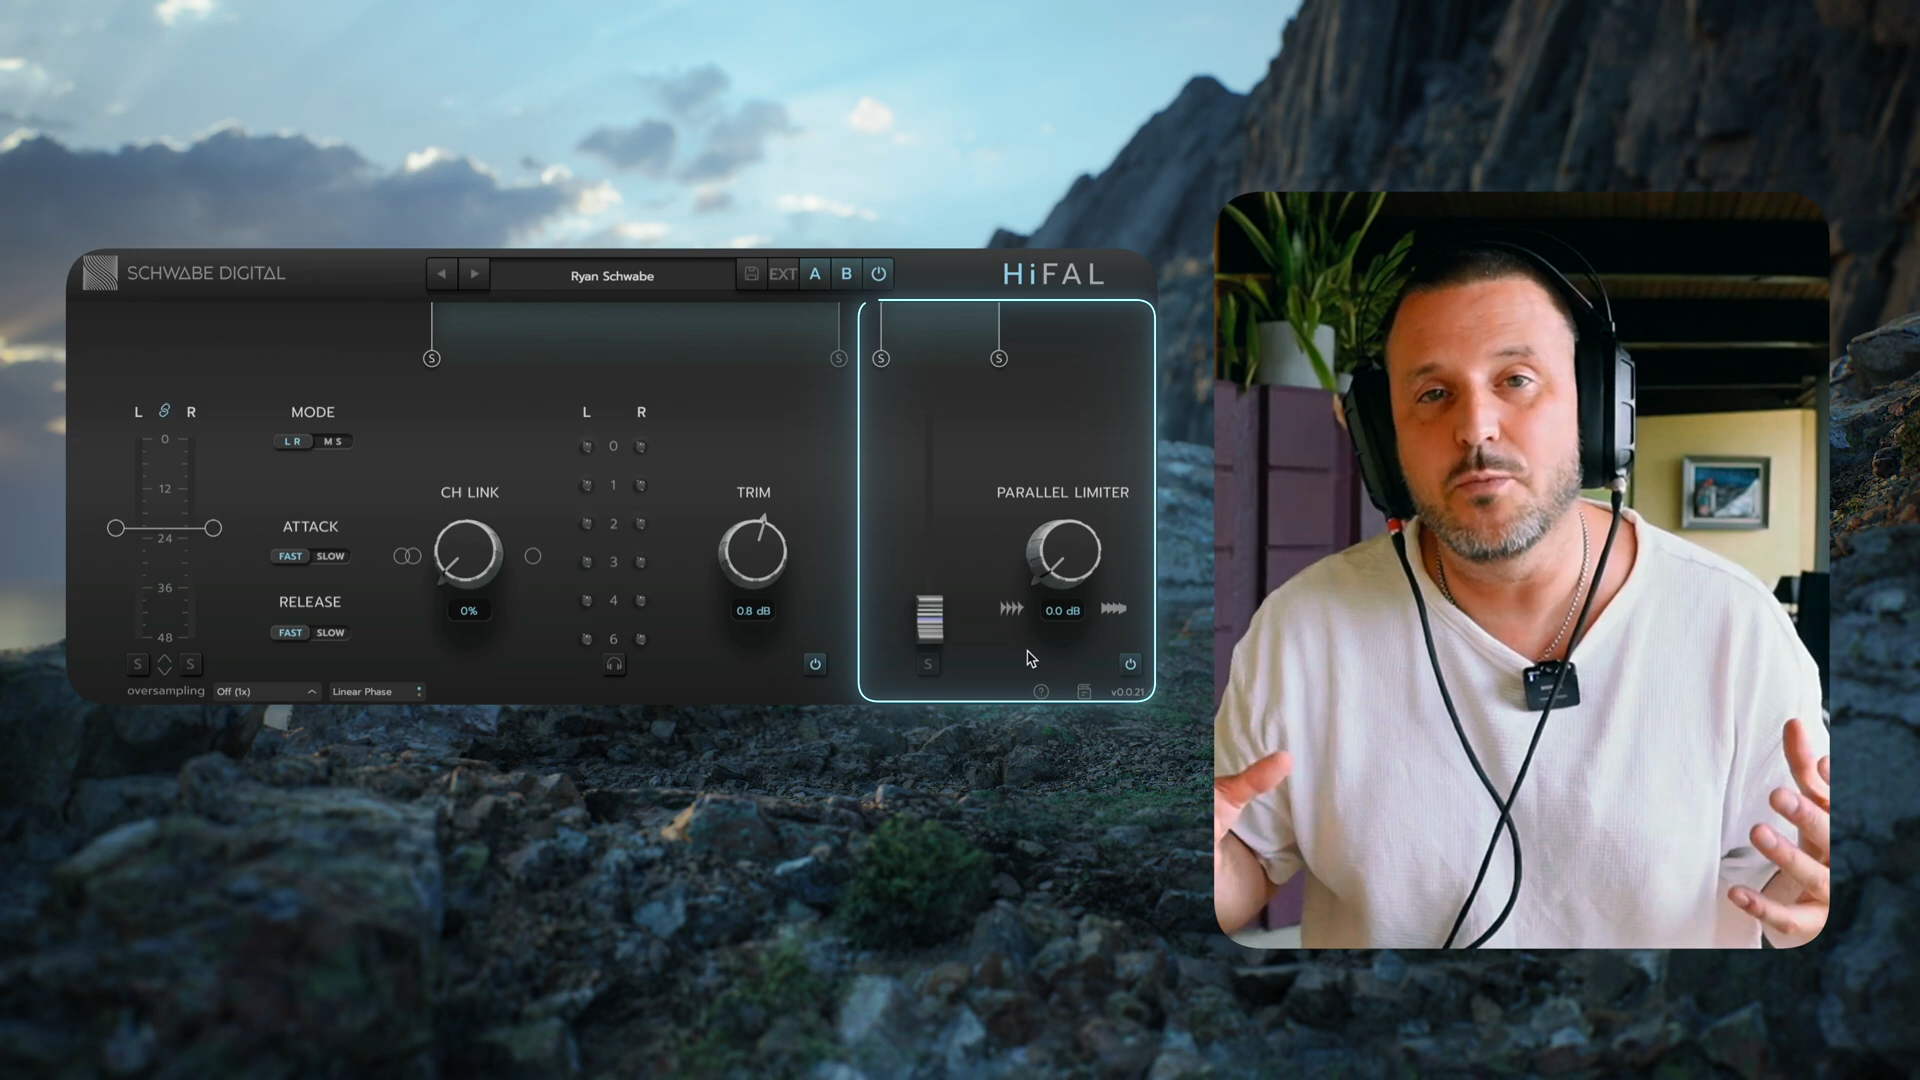 SCHWABE DIGITAL
Ryan Schwabe
EXT A B
HiFAL
S S S S
L R
MODE
L R M S
0
12
24
36
48
ATTACK
FAST SLOW
RELEASE
FAST SLOW
S S
oversampling Off (1x) Linear Phase
CH LINK
0%
L R
0
1
2
3
4
6
TRIM
0.8 dB
S
PARALLEL LIMITER
0.0 dB
? v0.0.21